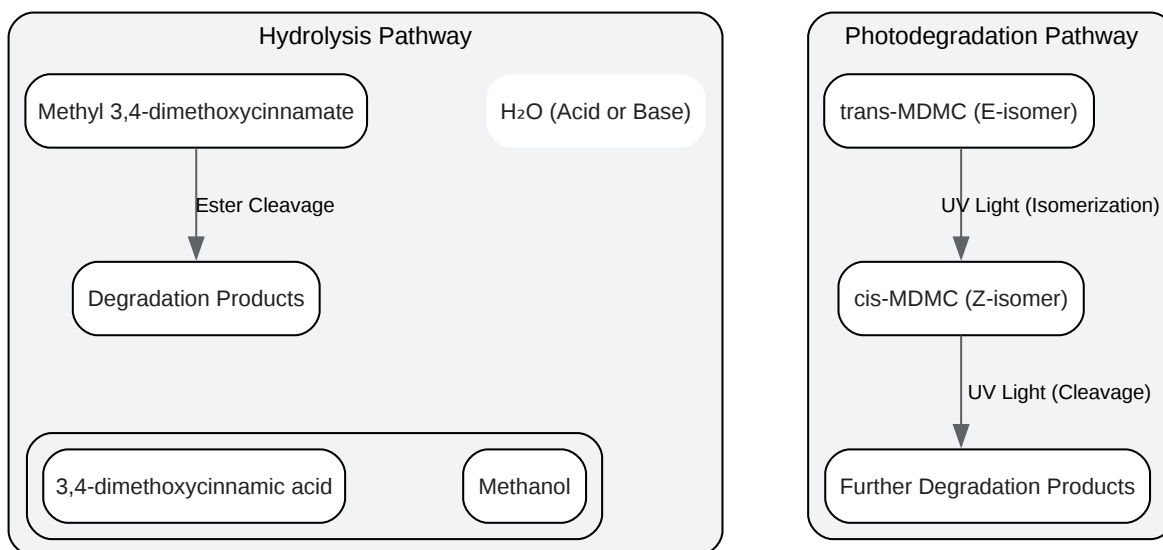 Hydrolysis Pathway
Methyl 3,4-dimethoxycinnamate
H₂O (Acid or Base)
Ester Cleavage
Degradation Products
3,4-dimethoxycinnamic acid
Methanol
Photodegradation Pathway
trans-MDMC (E-isomer)
UV Light (Isomerization)
cis-MDMC (Z-isomer)
UV Light (Cleavage)
Further Degradation Products